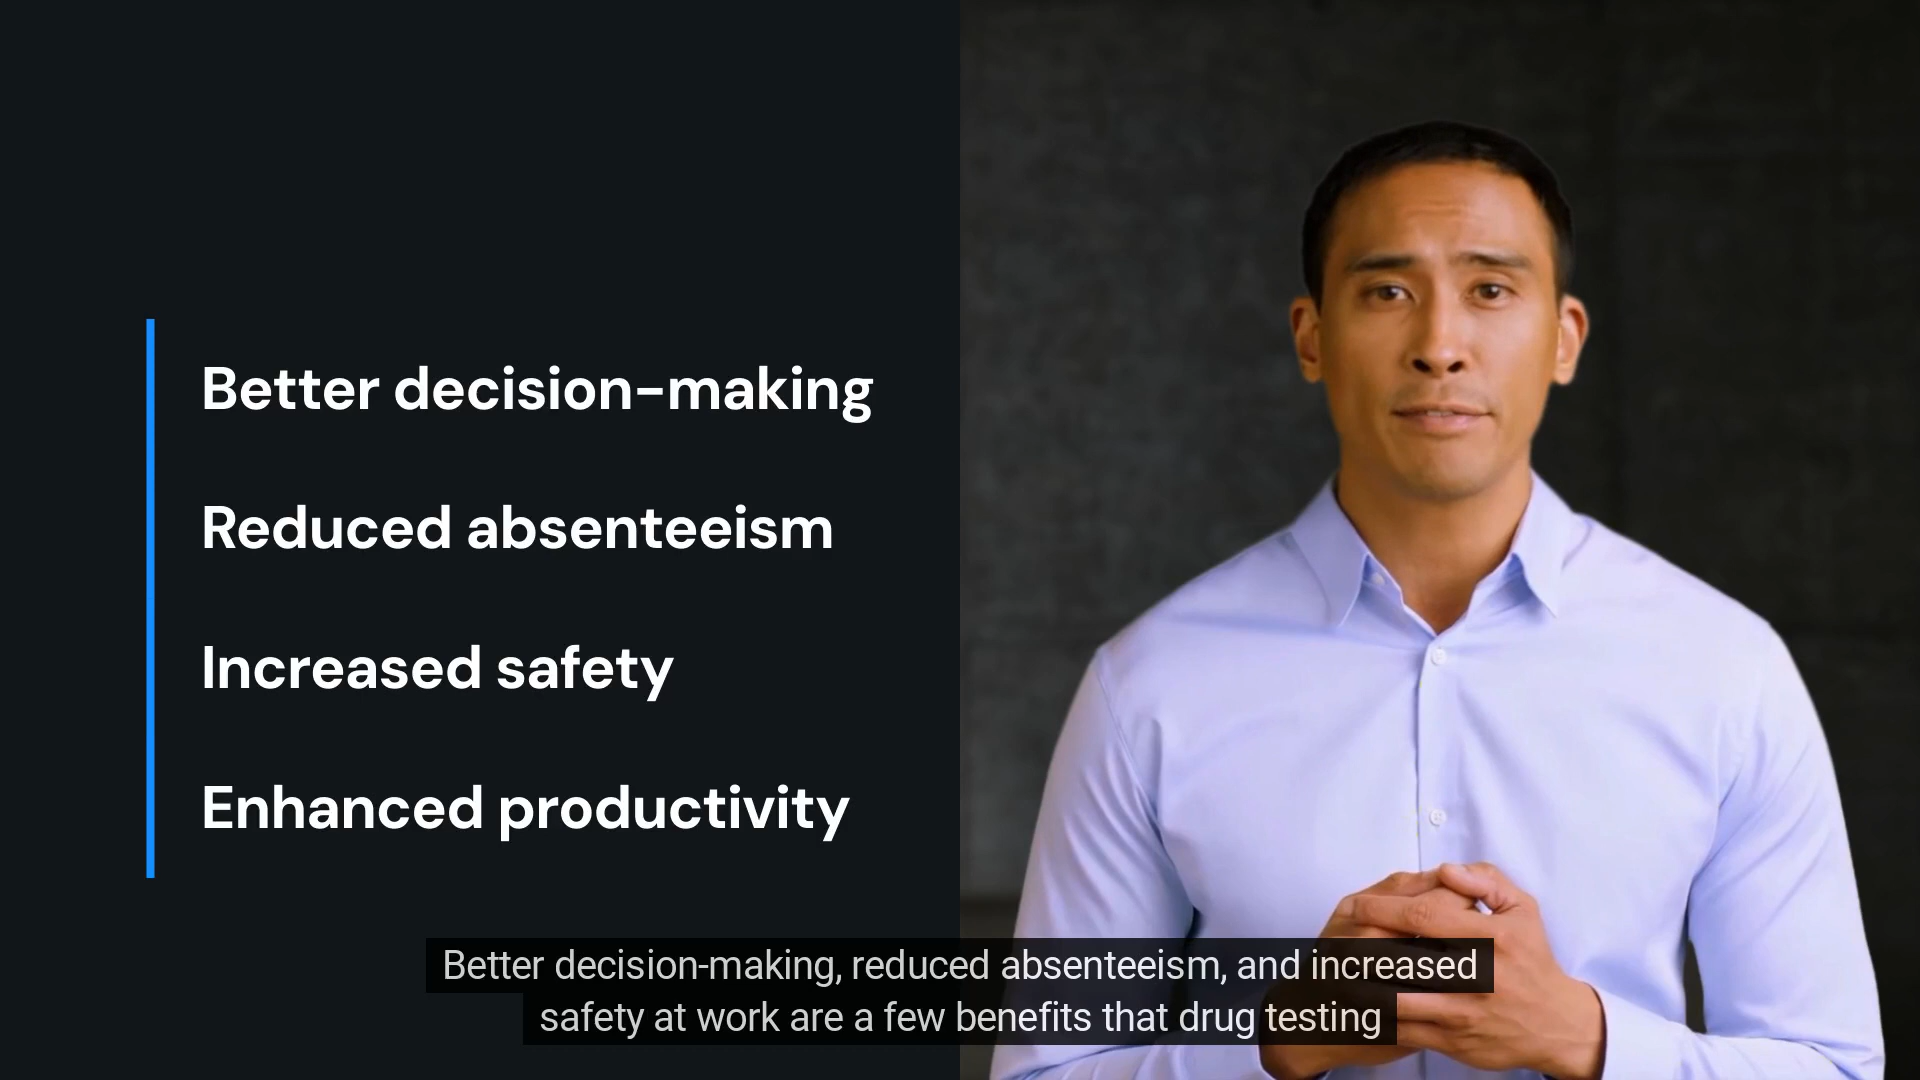 Better decision-making
Reduced absenteeism
Increased safety
Enhanced productivity
Better decision-making, reduced absenteeism, and increased
safety at work are a few benefits that drug testing